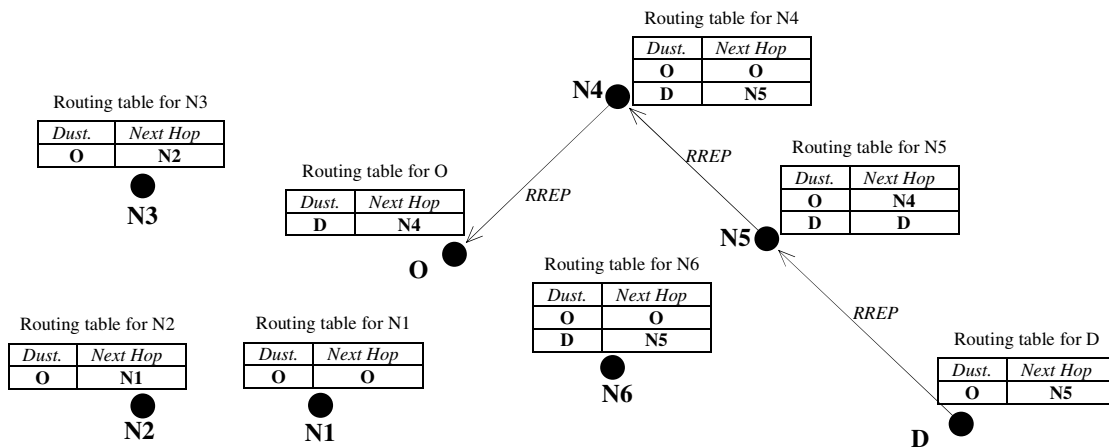 Routing table for N4
Dust. Next Hop
O O
D N5
N4
Routing table for N3
Dust. Next Hop
O N2
N3
RREP
Routing table for N5
Dust. Next Hop
O N4
D D
N5
Routing table for O
Dust. Next Hop
D N4
O
RREP
Routing table for N6
Dust. Next Hop
O O
D N5
N6
RREP
Routing table for N2
Dust. Next Hop
O N1
N2
Routing table for N1
Dust. Next Hop
O O
N1
Routing table for D
Dust. Next Hop
O N5
D